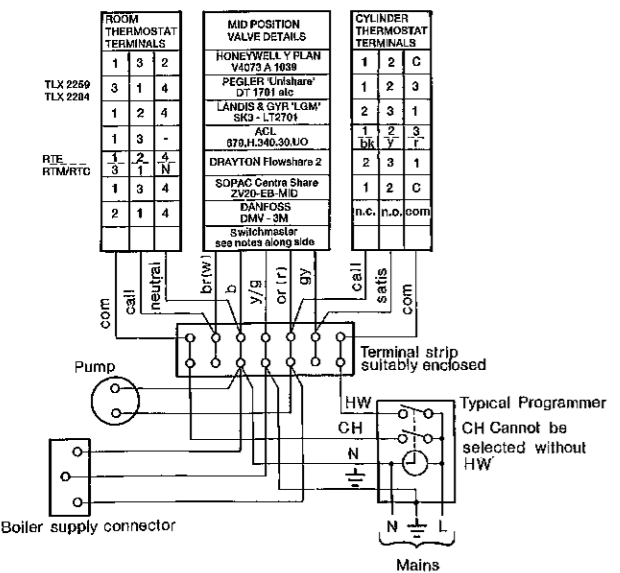 ROOM THERMOSTAT TERMINALS
MID POSITION VALVE DETAILS
CYLINDER THERMOSTAT TERMINALS
1 3 2
HONEYWELL Y PLAN
V4073 A 1039
1 2 C
TLX 2259
TLX 2284
3 1 4
PEGLER 'Unishare'
DT 1701 etc
1 2 3
1 2 4
LANDIS & GYR 'LGM'
SK3 - LT2701
2 3 1
1 3 -
ACL
679.H.340.30.UO
1 2 3
bk y r
RTE
RTM/RTC
1 2 4
3 1 N
DRAYTON Flowshare 2
2 3 1
1 3 4
SOPAC Centra Share
ZV20-EB-MID
1 2 C
2 1 4
DANFOSS
DMV - 3M
n.c. n.o. com
Switchmaster
see notes along side
com
call
neutral
br(w)
b
y/g
or(r)
gy
call
satis
com
Terminal strip
suitably enclosed
Pump
HW
CH
N
Typical Programmer
CH Cannot be
selected without
HW
Boiler supply connector
N
L
Mains